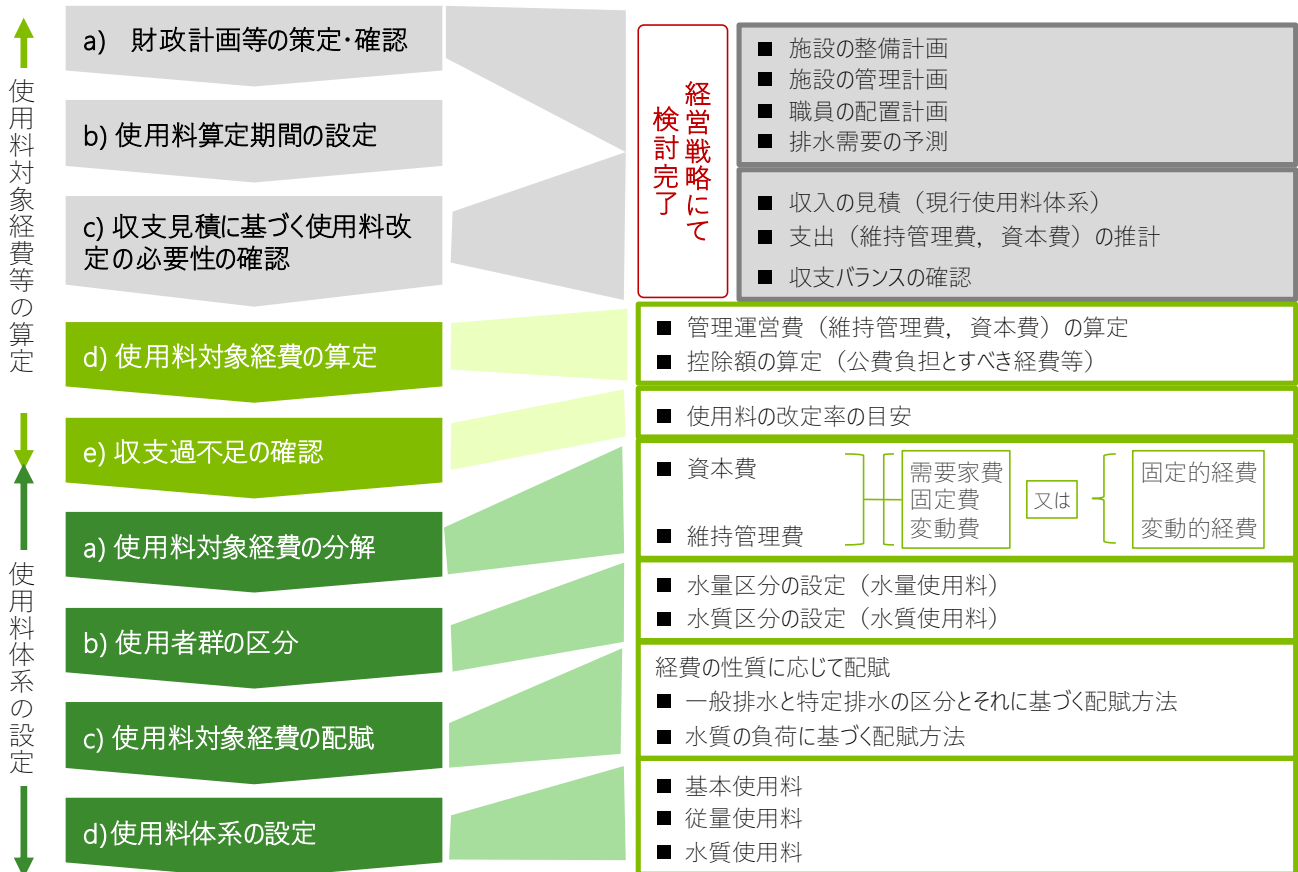 使用料対象経費等の算定
a) 財政計画等の策定・確認
b) 使用料算定期間の設定
c) 収支見積に基づく使用料改
定の必要性の確認
経営戦略にて
検討完了
■ 施設の整備計画
■ 施設の管理計画
■ 職員の配置計画
■ 排水需要の予測
■ 収入の見積（現行使用料体系）
■ 支出（維持管理費，資本費）の推計
■ 収支バランスの確認
d) 使用料対象経費の算定
■ 管理運営費（維持管理費，資本費）の算定
■ 控除額の算定（公費負担とすべき経費等）
e) 収支過不足の確認
■ 使用料の改定率の目安
使用料体系の設定
a) 使用料対象経費の分解
■ 資本費
■ 維持管理費
需要家費
固定費
変動費
又は
固定的経費
変動的経費
b) 使用者群の区分
■ 水量区分の設定（水量使用料）
■ 水質区分の設定（水質使用料）
c) 使用料対象経費の配賦
経費の性質に応じて配賦
■ 一般排水と特定排水の区分とそれに基づく配賦方法
■ 水質の負荷に基づく配賦方法
d)使用料体系の設定
■ 基本使用料
■ 従量使用料
■ 水質使用料